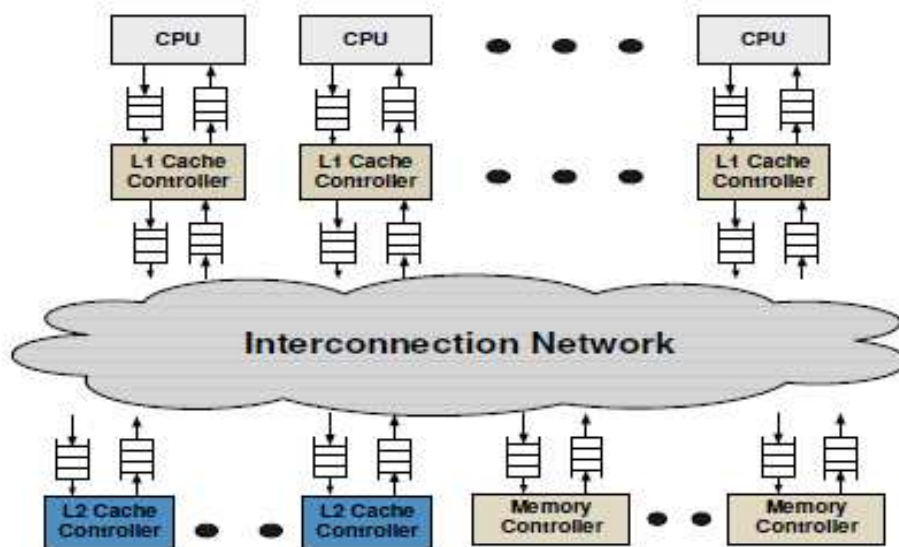 CPU
CPU
CPU
L1 Cache
Controller
L1 Cache
Controller
L1 Cache
Controller
Interconnection Network
L2 Cache
Controller
L2 Cache
Controller
Memory
Controller
Memory
Controller